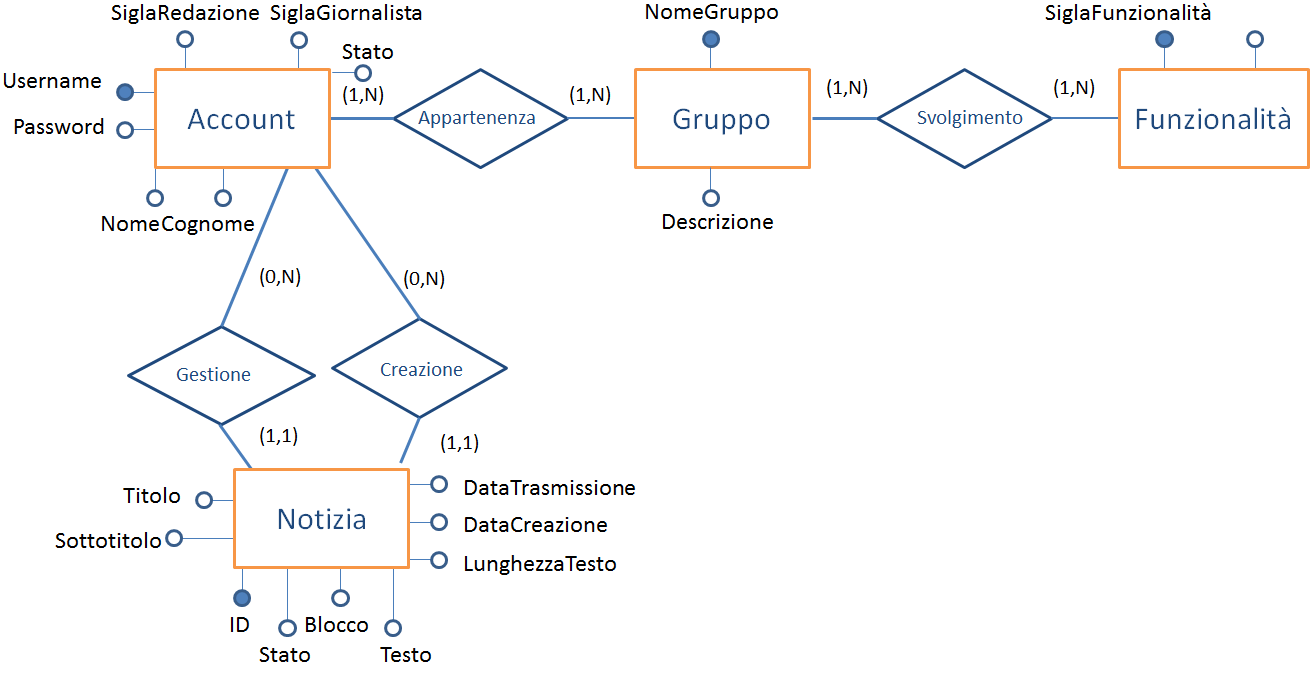 SiglaRedazione SiglaGiornalista
NomeGruppo
SiglaFunzionalità
Stato
Username
(1,N)
(1,N)
(1,N)
(1,N)
Account
Appartenenza
Gruppo
Svolgimento
Funzionalità
Password
NomeCognome
Descrizione
(0,N)
(0,N)
Gestione
Creazione
(1,1)
(1,1)
Titolo
DataTrasmissione
Notizia
DataCreazione
Sottotitolo
LunghezzaTesto
ID
Blocco
Stato
Testo